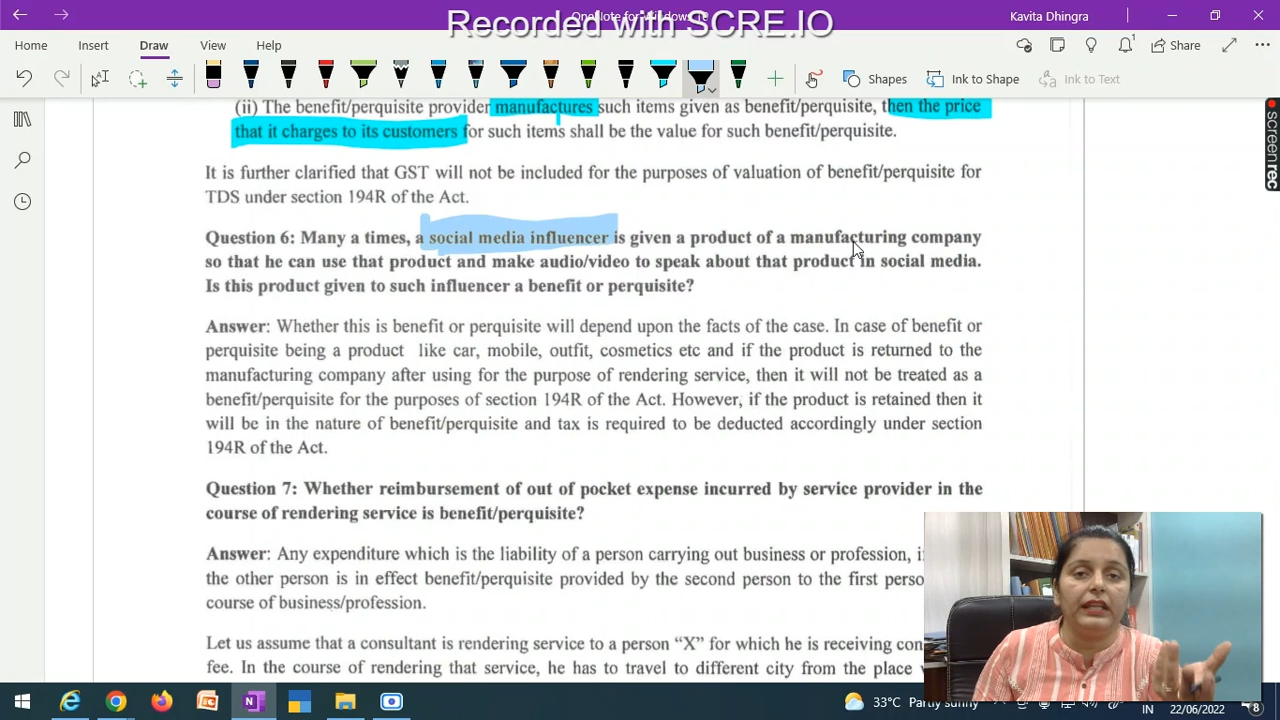 OneNote for Windows 10
Recorded with SCRE.IO
Kavita Dhingra
Home Insert Draw View Help
Share
Shapes
Ink to Shape
Ink to Text
(ii) The benefit/perquisite provider manufactures such items given as benefit/perquisite, then the price
that it charges to its customers for such items shall be the value for such benefit/perquisite.
It is further clarified that GST will not be included for the purposes of valuation of benefit/perquisite for
TDS under section 194R of the Act.
Question 6: Many a times, a social media influencer is given a product of a manufacturing company
so that he can use that product and make audio/video to speak about that product in social media.
Is this product given to such influencer a benefit or perquisite?
Answer: Whether this is benefit or perquisite will depend upon the facts of the case. In case of benefit or
perquisite being a product like car, mobile, outfit, cosmetics etc and if the product is returned to the
manufacturing company after using for the purpose of rendering service, then it will not be treated as a
benefit/perquisite for the purposes of section 194R of the Act. However, if the product is retained then it
will be in the nature of benefit/perquisite and tax is required to be deducted accordingly under section
194R of the Act.
Question 7: Whether reimbursement of out of pocket expense incurred by service provider in the
course of rendering service is benefit/perquisite?
Answer: Any expenditure which is the liability of a person carrying out business or profession,
the other person is in effect benefit/perquisite provided by the second person to the first
course of business/profession.
Let us assume that a consultant is rendering service to a person “X” for which he is receiving
fee. In the course of rendering that service, he has to travel to different city from the place
screenrec
33°C Partly sunny
IN
22/06/2022
8